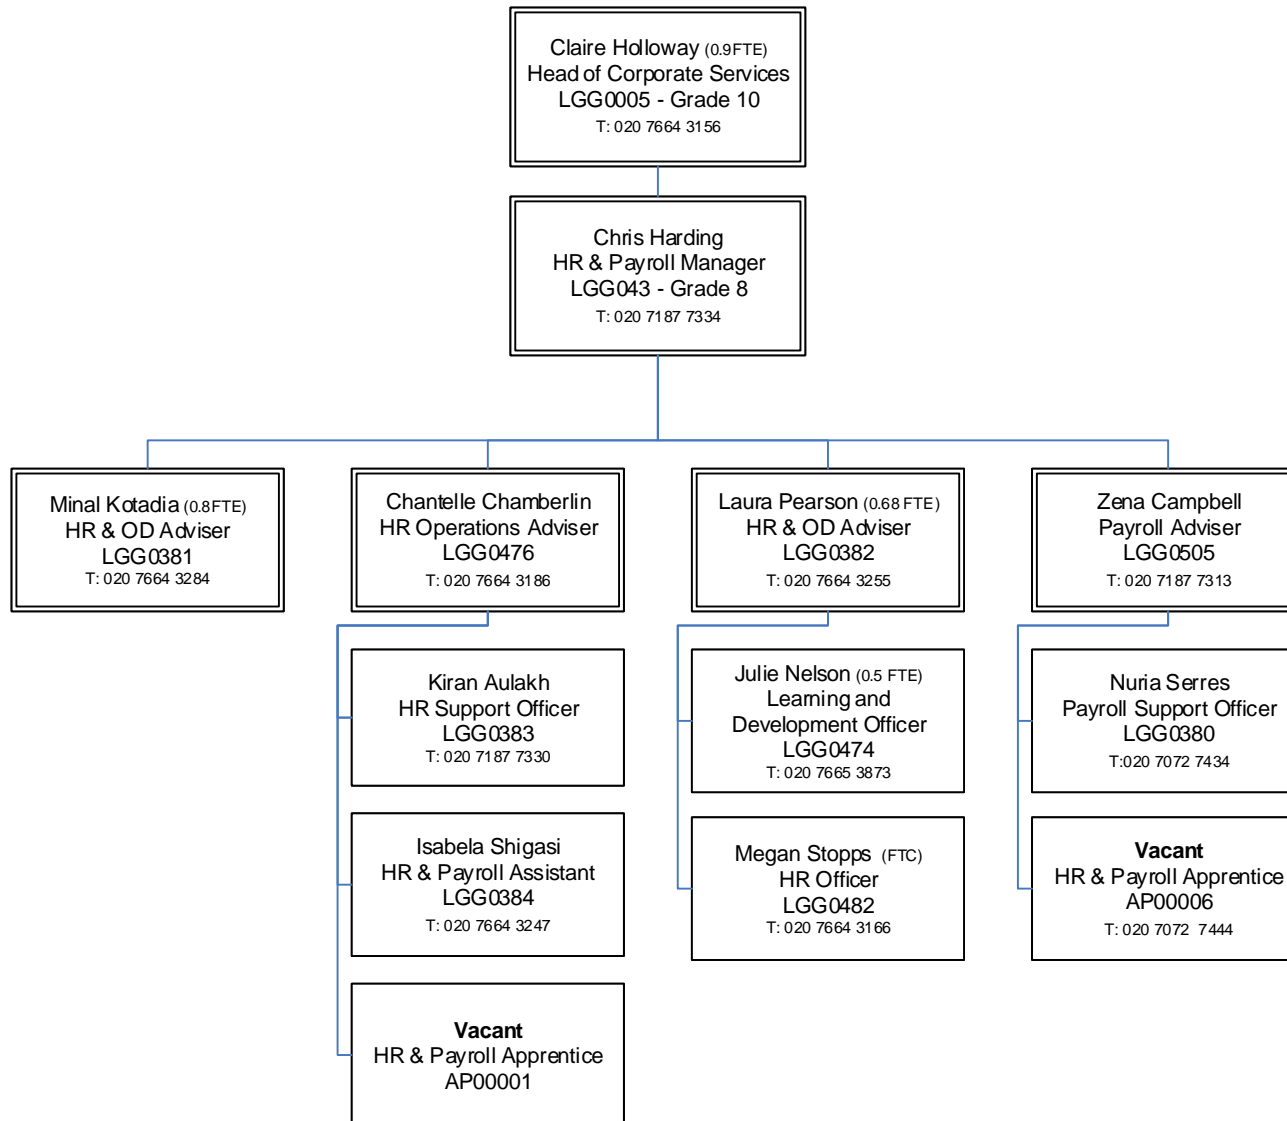 Claire Holloway (0.9FTE)
Head of Corporate Services
LGG0005 - Grade 10
T: 020 7664 3156
Chris Harding
HR & Payroll Manager
LGG043 - Grade 8
T: 020 7187 7334
Minal Kotadia (0.8FTE)
HR & OD Adviser
LGG0381
T: 020 7664 3284
Chantelle Chamberlin
HR Operations Adviser
LGG0476
T: 020 7664 3186
Laura Pearson (0.68 FTE)
HR & OD Adviser
LGG0382
T: 020 7664 3255
Zena Campbell
Payroll Adviser
LGG0505
T: 020 7187 7313
Kiran Aulakh
HR Support Officer
LGG0383
T: 020 7187 7330
Isabela Shigasi
HR & Payroll Assistant
LGG0384
T: 020 7664 3247
Vacant
HR & Payroll Apprentice
AP00001
Julie Nelson (0.5 FTE)
Learning and
Development Officer
LGG0474
T: 020 7665 3873
Megan Stopps (FTC)
HR Officer
LGG0482
T: 020 7664 3166
Nuria Serres
Payroll Support Officer
LGG0380
T:020 7072 7434
Vacant
HR & Payroll Apprentice
AP00006
T: 020 7072 7444